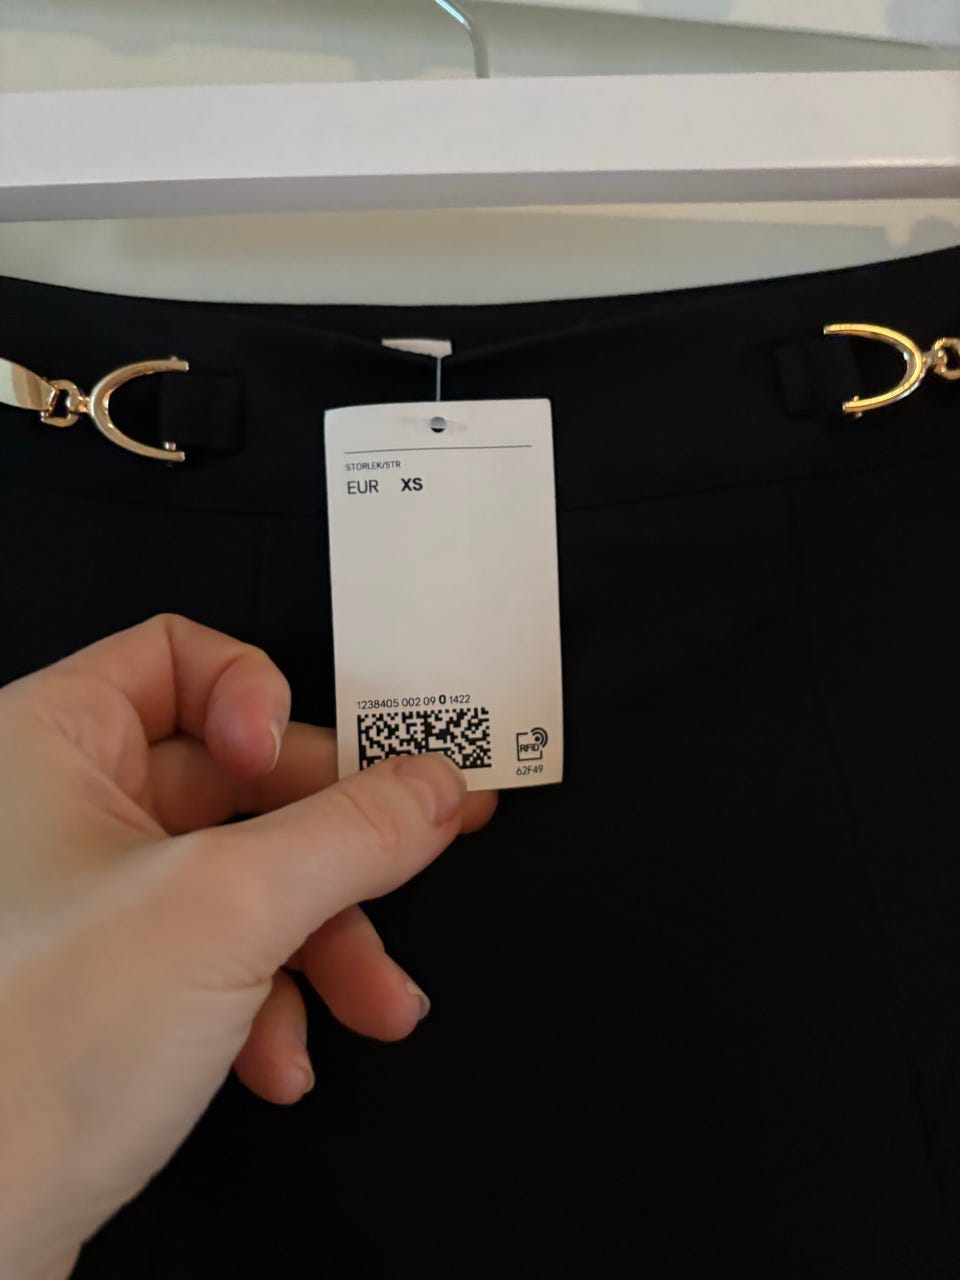 STORLEK/STR
EUR XS
1238405 002 09 0 1422
RFID
62F49